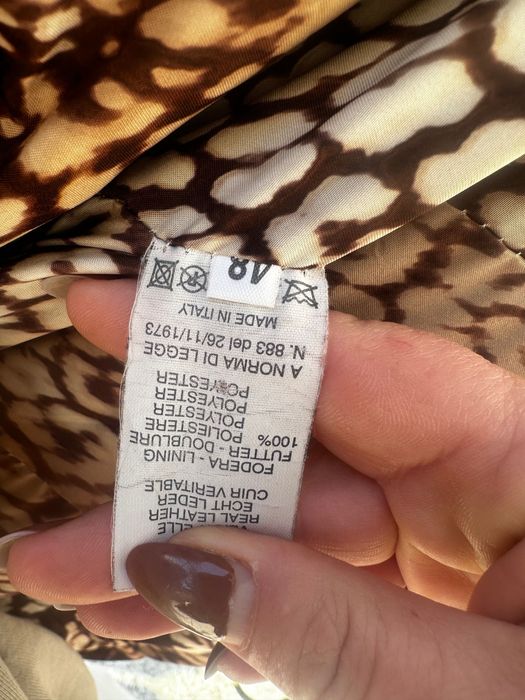 REAL LEATHER
ECHT LEDER
CUIR VERITABLE
FODERA - LINING
FUTTER - DOUBLURE
100%
POLIESTERE
POLYESTER
POLYESTER
POLYESTER
A NORMA DI LEGGE
N. 883 del 26/11/1973
MADE IN ITALY
48